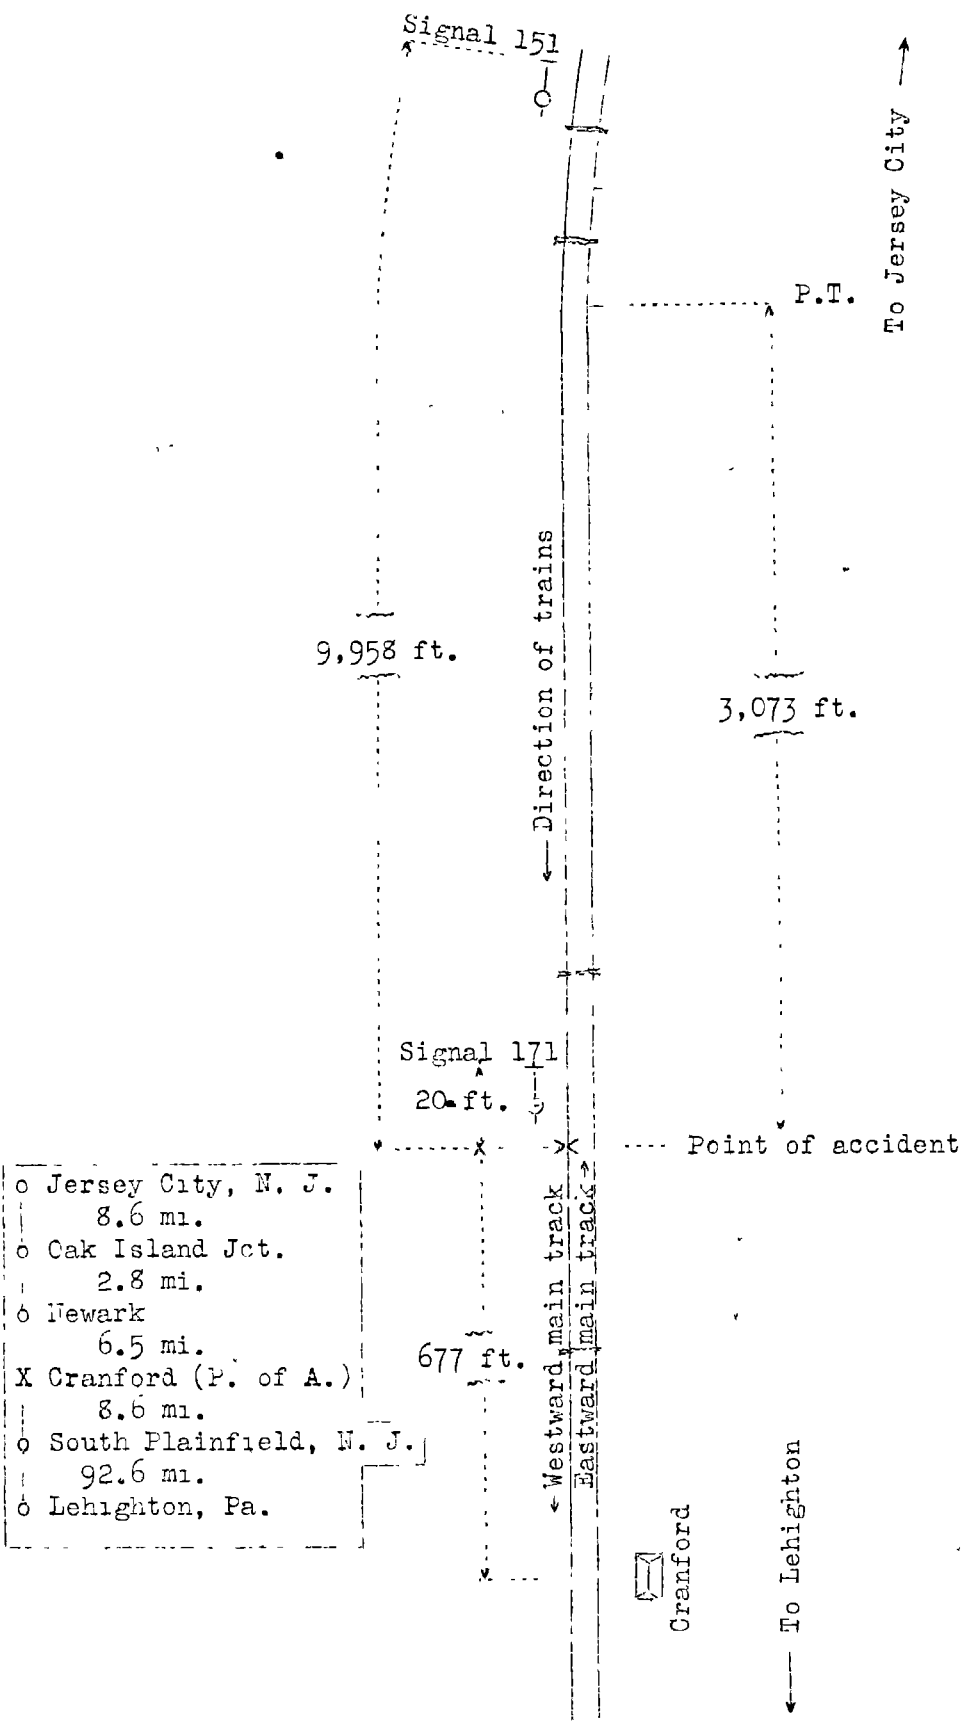 Signal 151
To Jersey City
P.T.
Direction of trains
9,958 ft.
3,073 ft.
Signal 171
20 ft.
Point of accident
o Jersey City, N. J.
8.6 mi.
o Oak Island Jct.
2.8 mi.
o Newark
6.5 mi.
X Cranford (P. of A.)
8.6 mi.
o South Plainfield, N. J.
92.6 mi.
o Lehighton, Pa.
677 ft.
Westward main track
Eastward main track
Cranford
To Lehighton